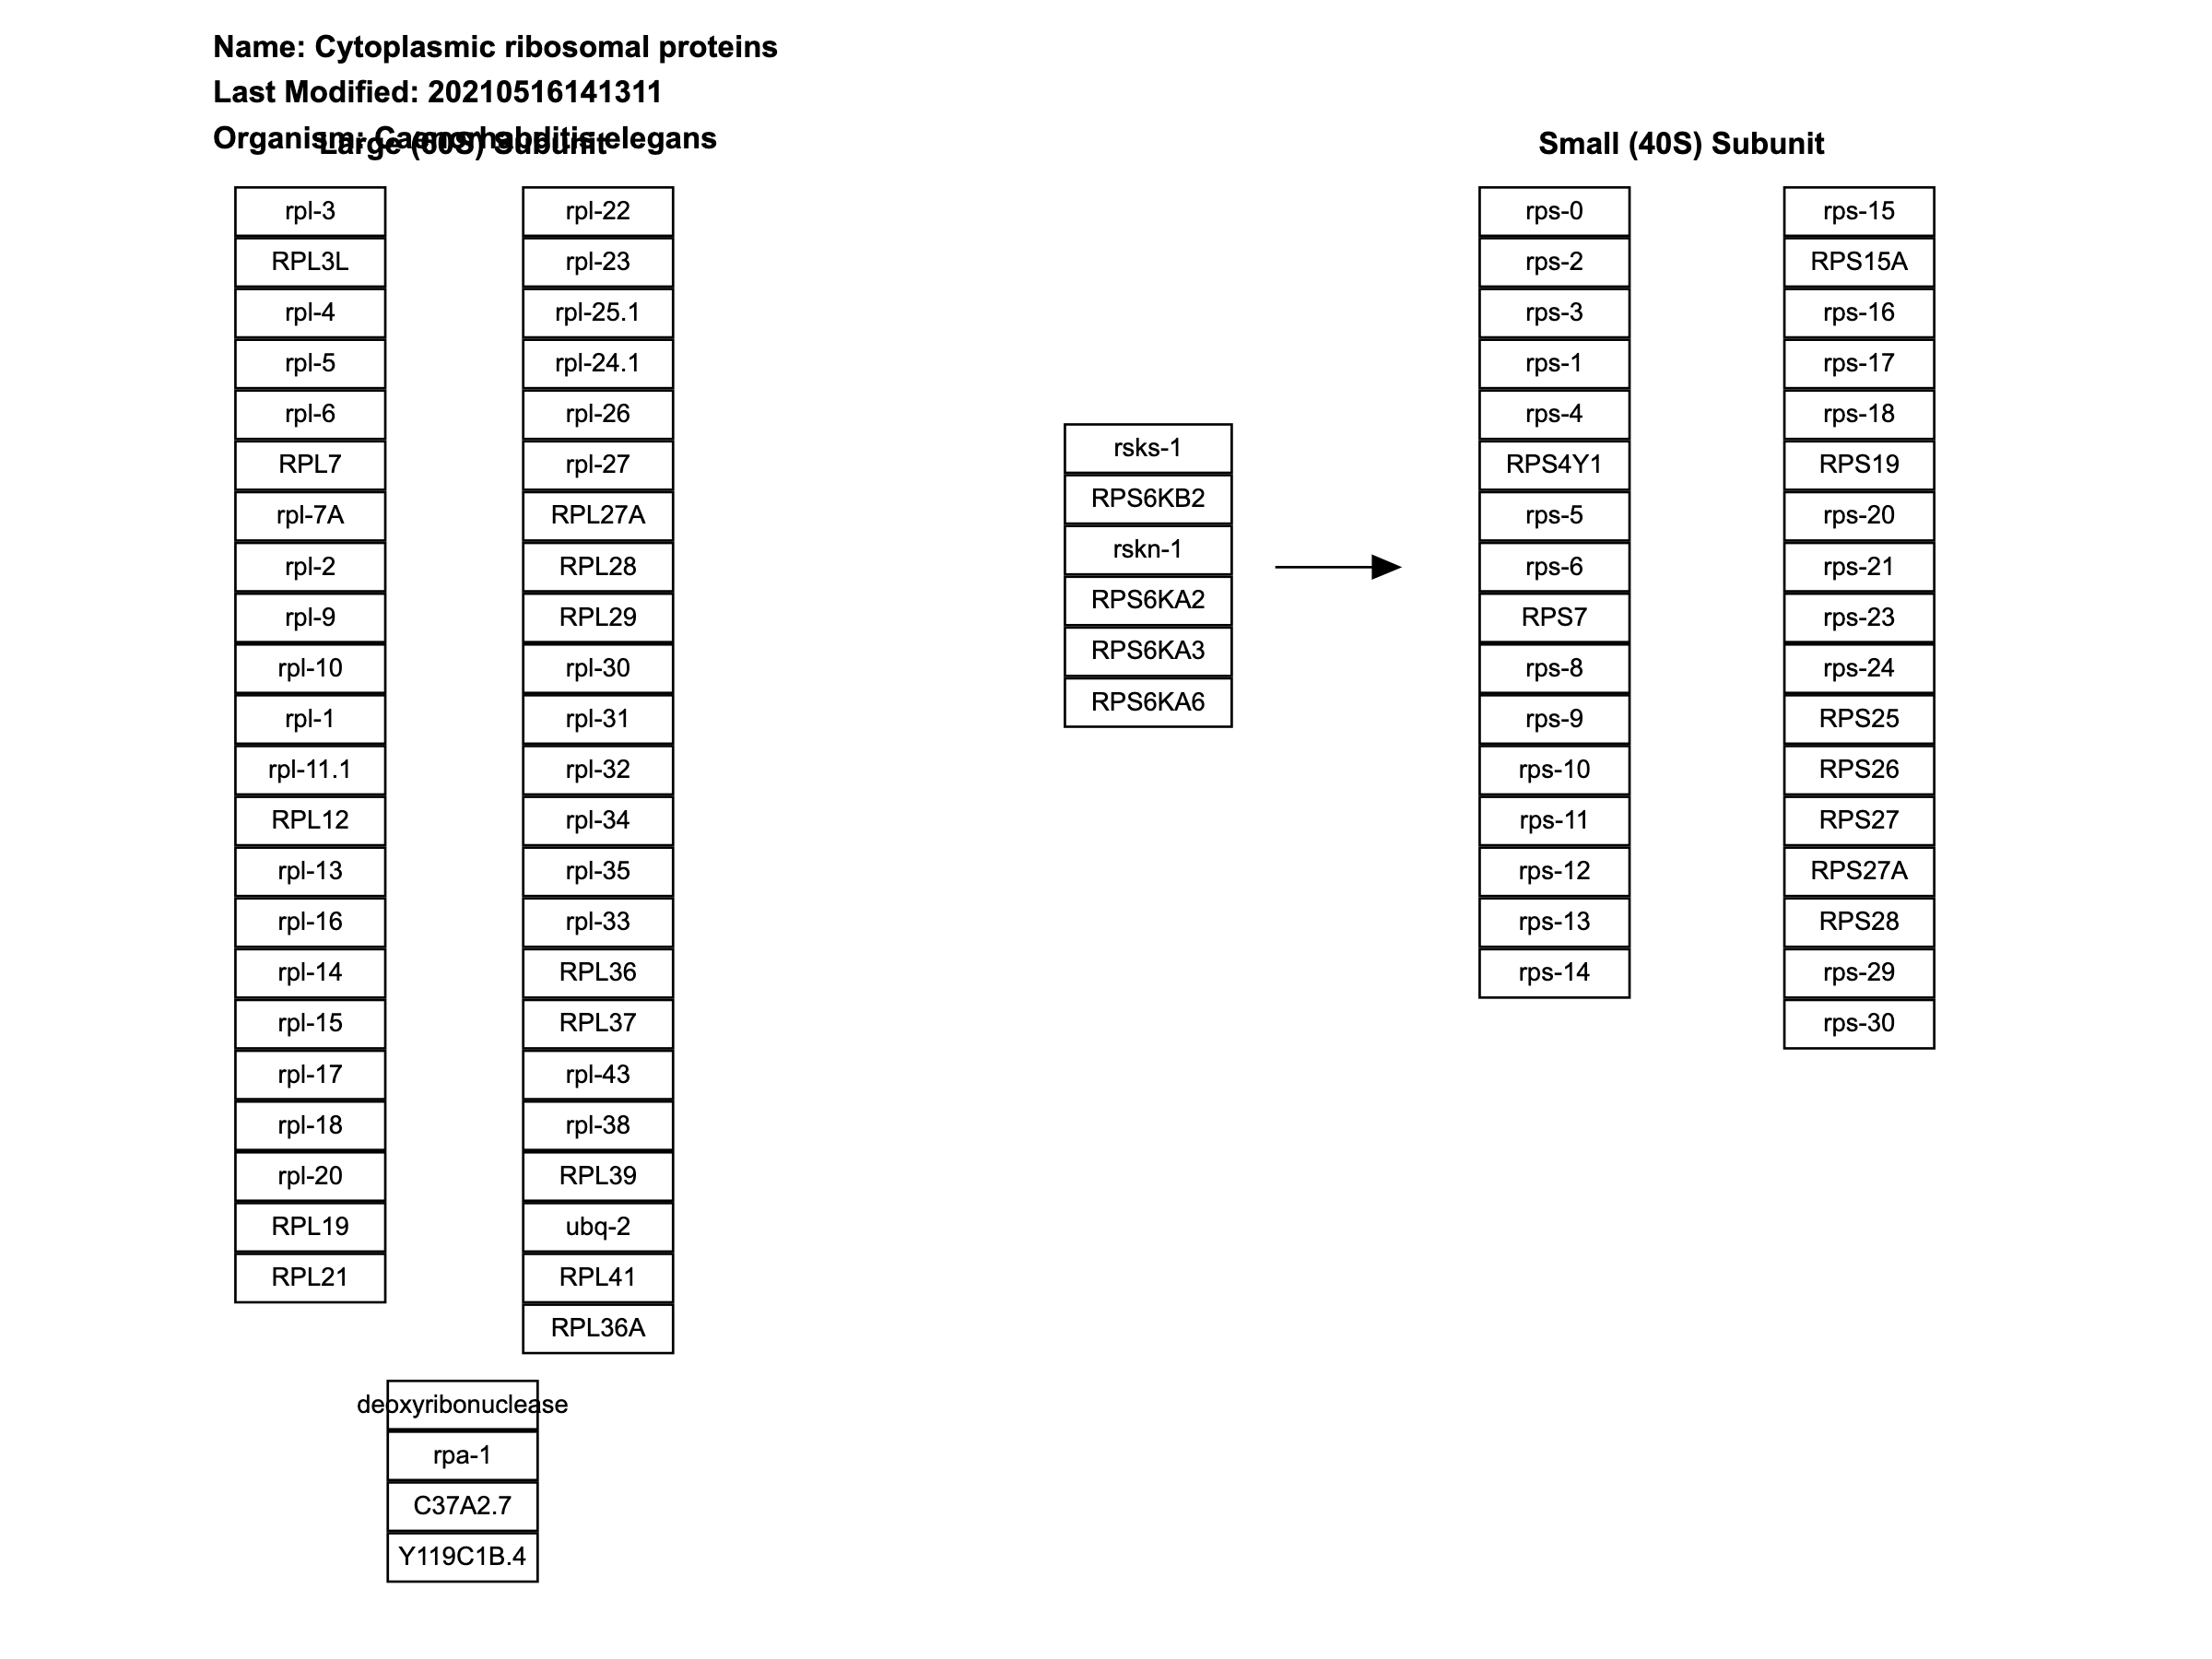 Name: Cytoplasmic ribosomal proteins
Last Modified: 20210516141311
Organism: Caenorhabditis elegans
Large (60S) Subunit
rpl-3
RPL3L
rpl-4
rpl-5
rpl-6
RPL7
rpl-7A
rpl-2
rpl-9
rpl-10
rpl-1
rpl-11.1
RPL12
rpl-13
rpl-16
rpl-14
rpl-15
rpl-17
rpl-18
rpl-20
RPL19
RPL21
rpl-22
rpl-23
rpl-25.1
rpl-24.1
rpl-26
rpl-27
RPL27A
RPL28
RPL29
rpl-30
rpl-31
rpl-32
rpl-34
rpl-35
rpl-33
RPL36
RPL37
rpl-43
rpl-38
RPL39
ubq-2
RPL41
RPL36A
deoxyribonuclease
rpa-1
C37A2.7
Y119C1B.4
rsks-1
RPS6KB2
rskn-1
RPS6KA2
RPS6KA3
RPS6KA6
Small (40S) Subunit
rps-0
rps-2
rps-3
rps-1
rps-4
RPS4Y1
rps-5
rps-6
RPS7
rps-8
rps-9
rps-10
rps-11
rps-12
rps-13
rps-14
rps-15
RPS15A
rps-16
rps-17
rps-18
RPS19
rps-20
rps-21
rps-23
rps-24
RPS25
RPS26
RPS27
RPS27A
RPS28
rps-29
rps-30